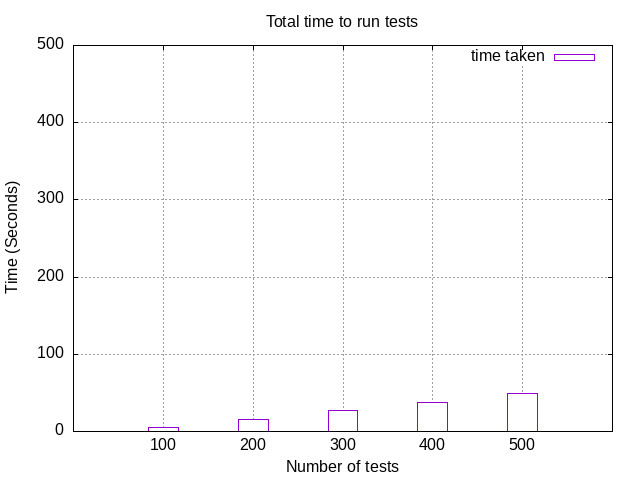 Total time to run tests
time taken
500
400
300
200
100
0
Time (Seconds)
100 200 300 400 500
Number of tests